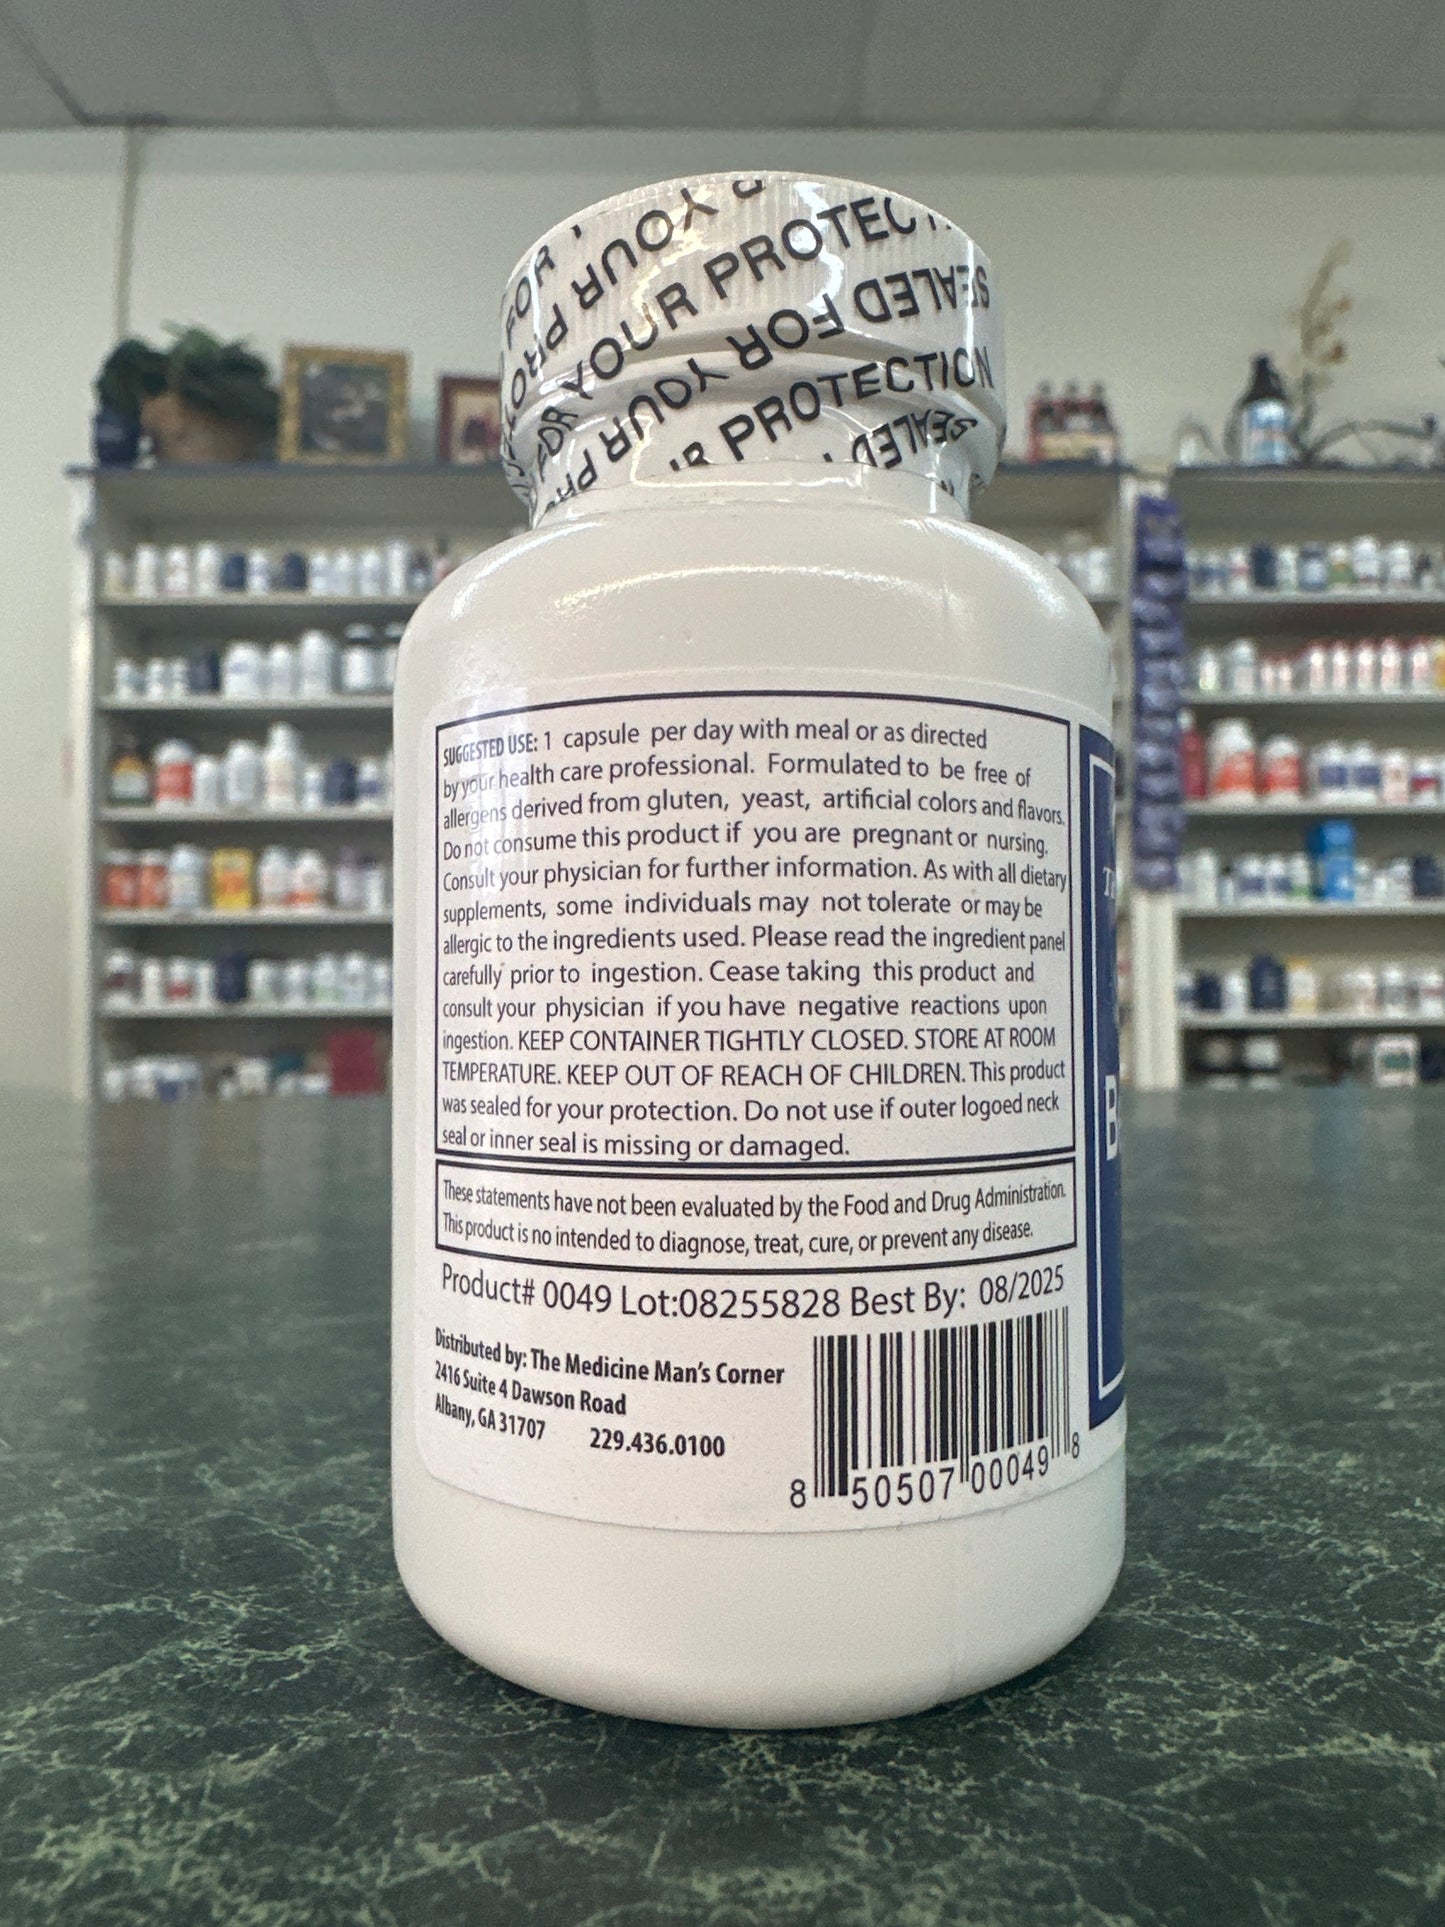 FOR
YOUR
FOR YOUR PROTEC
SEALED FOR YOUR
PROTECTION
SEALED
SUGGESTED USE: 1 capsule per day with meal or as directed
by your health care professional. Formulated to be free of
allergens derived from gluten, yeast, artificial colors and flavors.
Do not consume this product if you are pregnant or nursing.
Consult your physician for further information. As with all dietary
supplements, some individuals may not tolerate or may be
allergic to the ingredients used. Please read the ingredient panel
carefully prior to ingestion. Cease taking this product and
consult your physician if you have negative reactions upon
ingestion. KEEP CONTAINER TIGHTLY CLOSED. STORE AT ROOM
TEMPERATURE. KEEP OUT OF REACH OF CHILDREN. This product
was sealed for your protection. Do not use if outer logoed neck
seal or inner seal is missing or damaged.
These statements have not been evaluated by the Food and Drug Administration.
This product is no intended to diagnose, treat, cure, or prevent any disease.
Product# 0049 Lot:08255828 Best By: 08/2025
Distributed by: The Medicine Man's Corner
2416 Suite 4 Dawson Road
Albany, GA 31707 229.436.0100
8 50507 00049 8